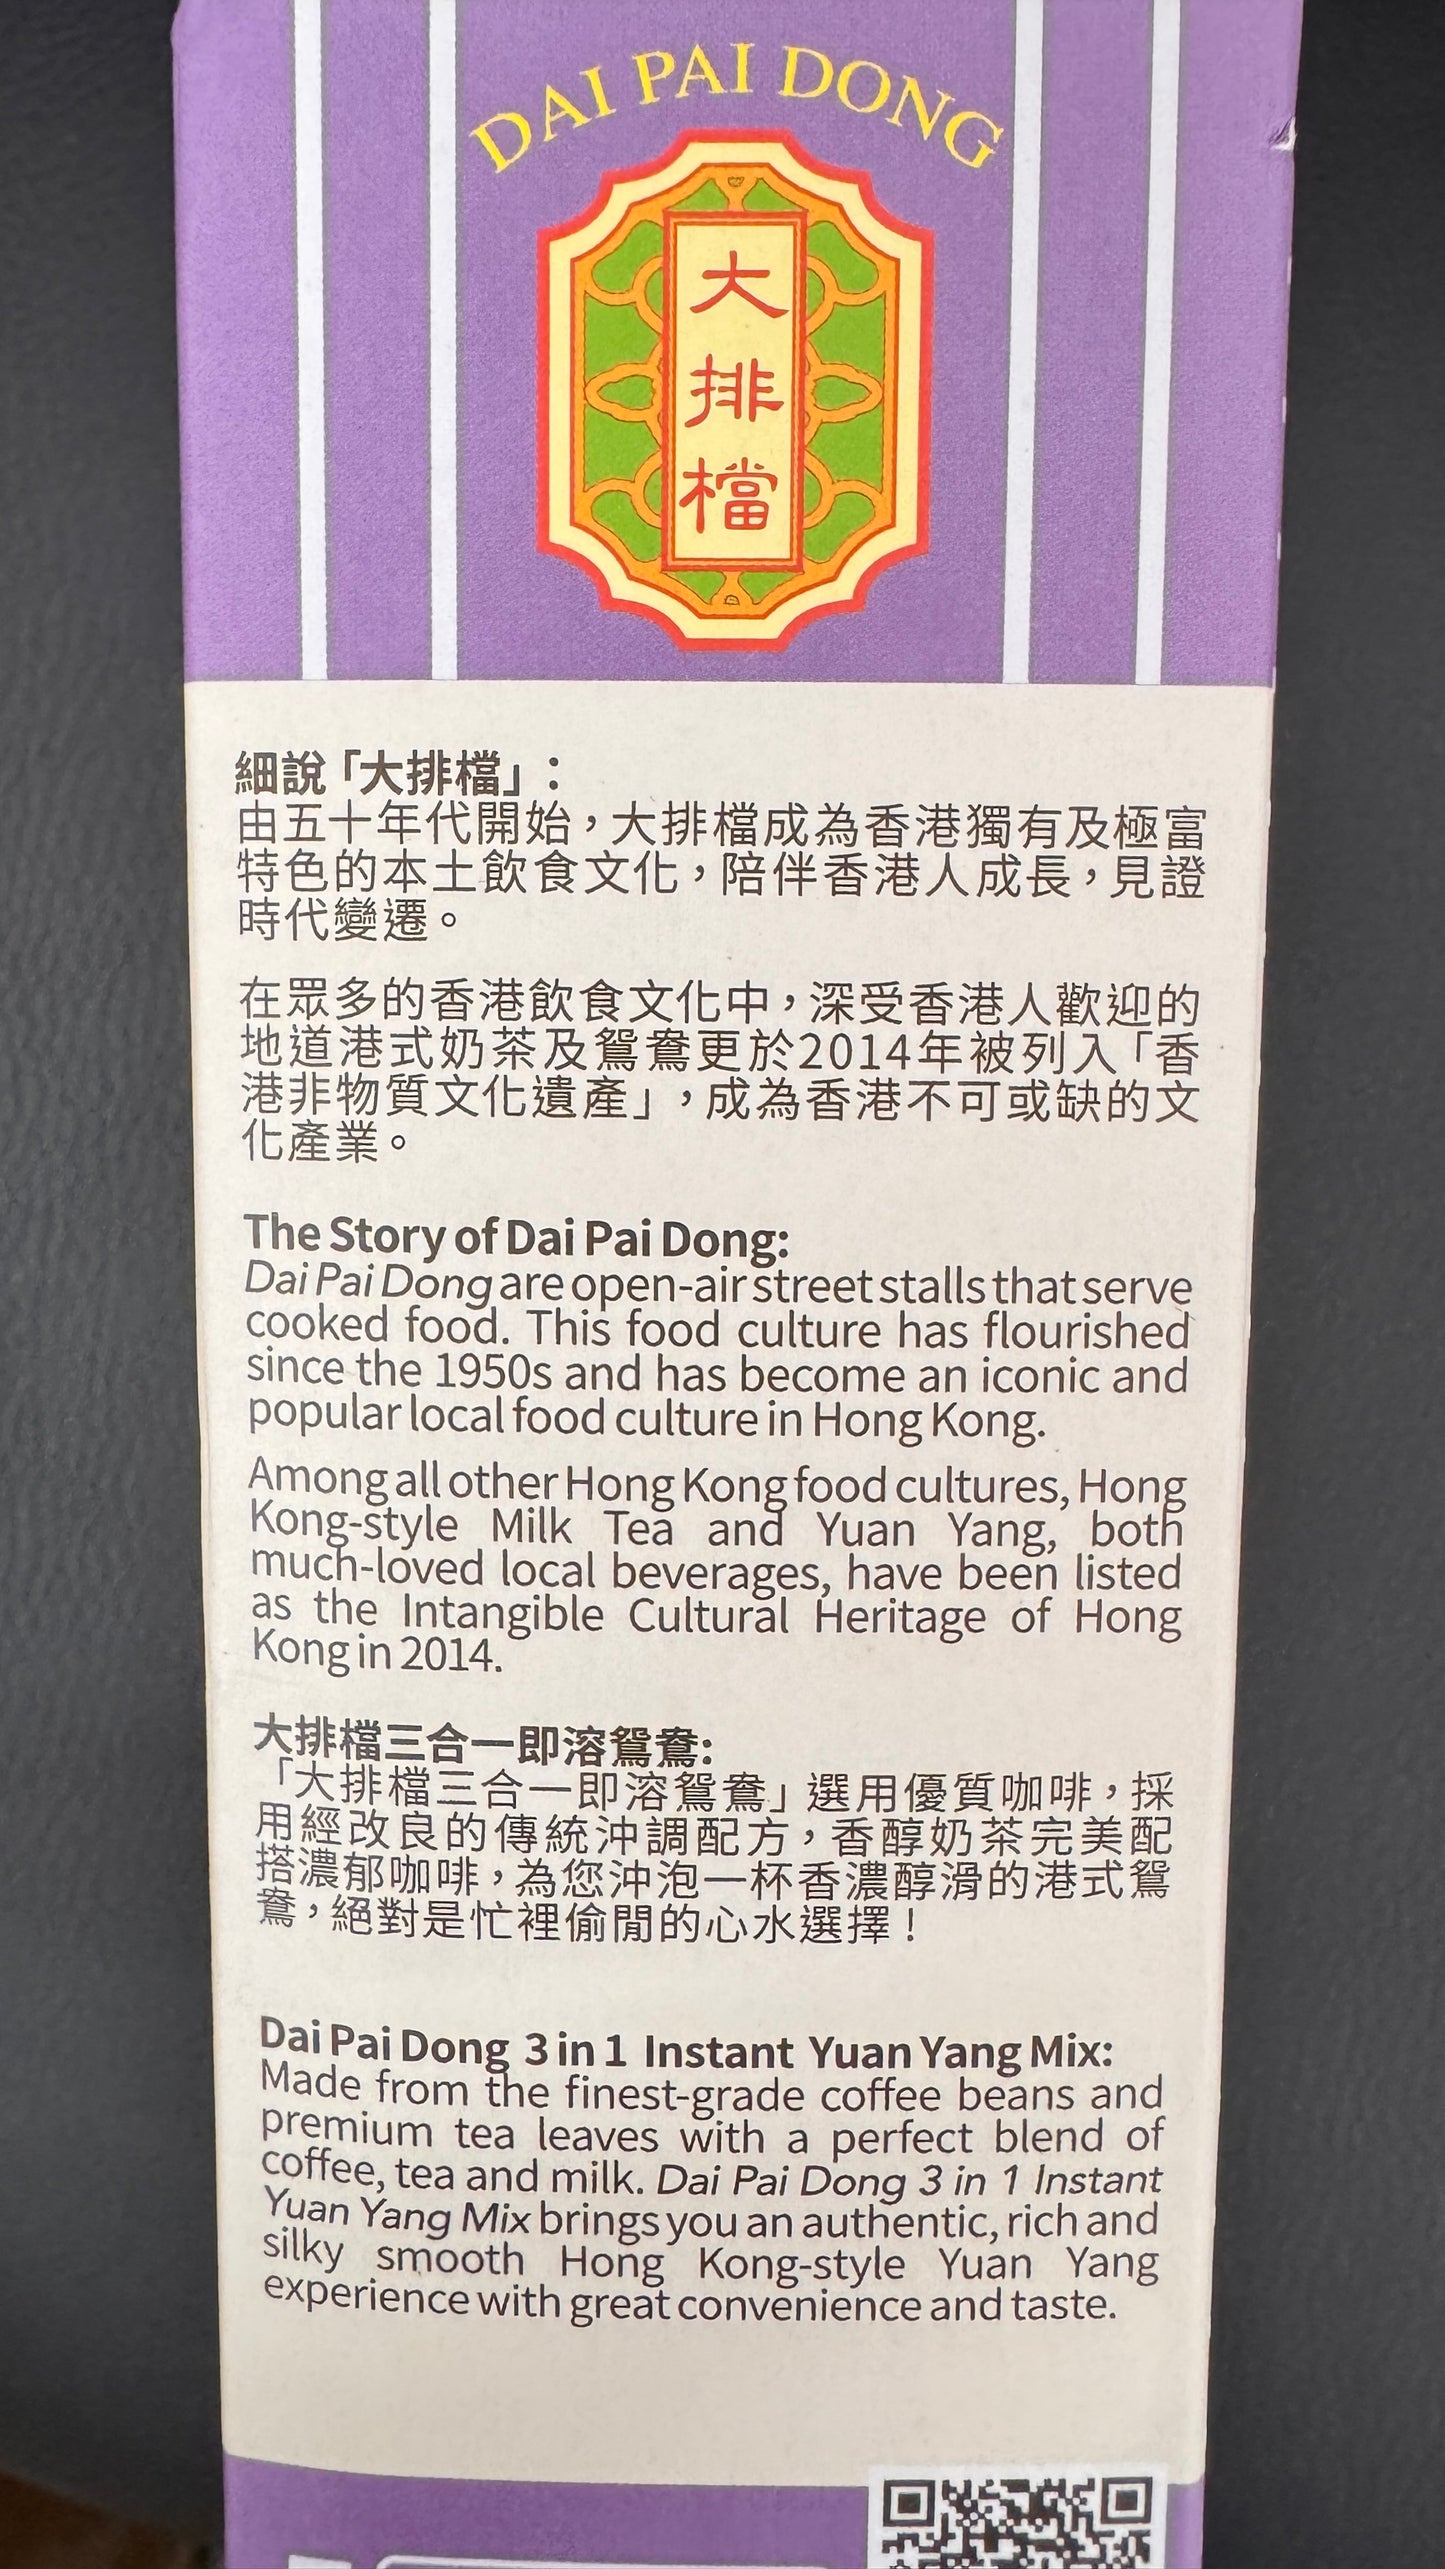 DAI PAI DONG
大排檔
細說「大排檔」：
由五十年代開始，大排檔成為香港獨有及極富
特色的本土飲食文化，陪伴香港人成長，見證
時代變遷。
在眾多的香港飲食文化中，深受香港人歡迎的
地道港式奶茶及鴛鴦更於2014年被列入「香
港非物質文化遺產」，成為香港不可或缺的文
化產業。
The Story of Dai Pai Dong:
Dai Pai Dong are open-air street stalls that serve
cooked food. This food culture has flourished
since the 1950s and has become an iconic and
popular local food culture in Hong Kong.
Among all other Hong Kong food cultures, Hong
Kong-style Milk Tea and Yuan Yang, both
much-loved local beverages, have been listed
as the Intangible Cultural Heritage of Hong
Kong in 2014.
大排檔三合一即溶鴛鴦:
「大排檔三合一即溶鴛鴦」選用優質咖啡，採
用經改良的傳統沖調配方，香醇奶茶完美配
搭濃郁咖啡，為您沖泡一杯香濃醇滑的港式鴛
鴦，絕對是忙裡偷閒的心水選擇！
Dai Pai Dong 3 in 1 Instant Yuan Yang Mix:
Made from the finest-grade coffee beans and
premium tea leaves with a perfect blend of
coffee, tea and milk. Dai Pai Dong 3 in 1 Instant
Yuan Yang Mix brings you an authentic, rich and
silky smooth Hong Kong-style Yuan Yang
experience with great convenience and taste.